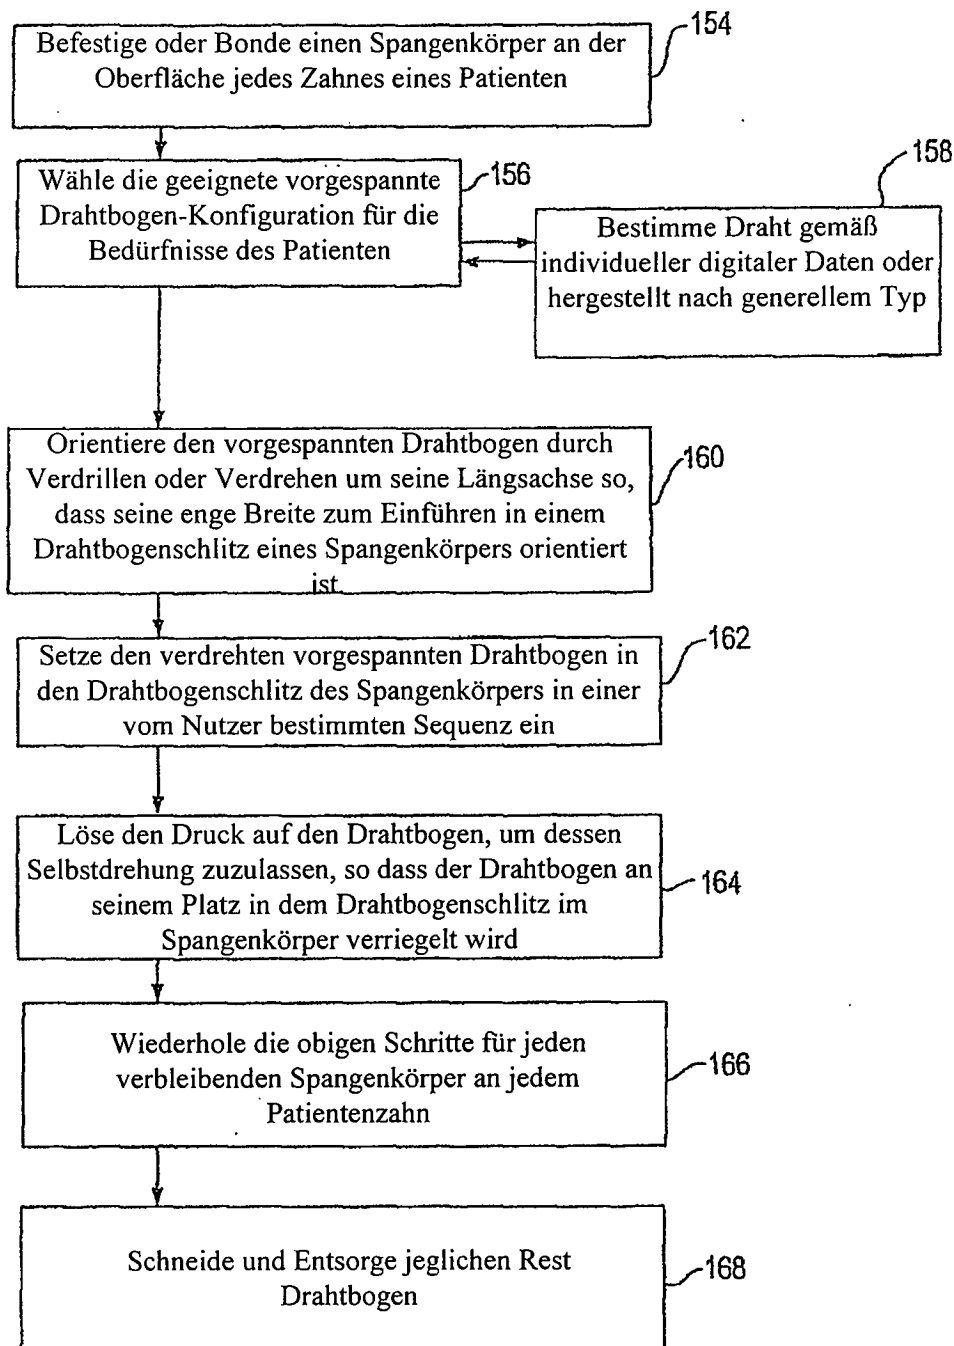 154
Befestige oder Bonde einen Spangenkörper an der
Oberfläche jedes Zahnes eines Patienten
156
Wähle die geeignete vorgespannte
Drahtbogen-Konfiguration für die
Bedürfnisse des Patienten
158
Bestimme Draht gemäß
individueller digitaler Daten oder
hergestellt nach generellem Typ
160
Orientiere den vorgespannten Drahtbogen durch
Verdrillen oder Verdrehen um seine Längsachse so,
dass seine enge Breite zum Einführen in einem
Drahtbogenschlitz eines Spangenkörpers orientiert
ist.
162
Setze den verdrehten vorgespannten Drahtbogen in
den Drahtbogenschlitz des Spangenkörpers in einer
vom Nutzer bestimmten Sequenz ein
164
Löse den Druck auf den Drahtbogen, um dessen
Selbstdrehung zuzulassen, so dass der Drahtbogen an
seinem Platz in dem Drahtbogenschlitz im
Spangenkörper verriegelt wird
166
Wiederhole die obigen Schritte für jeden
verbleibenden Spangenkörper an jedem
Patientenzahn
168
Schneide und Entsorge jeglichen Rest
Drahtbogen